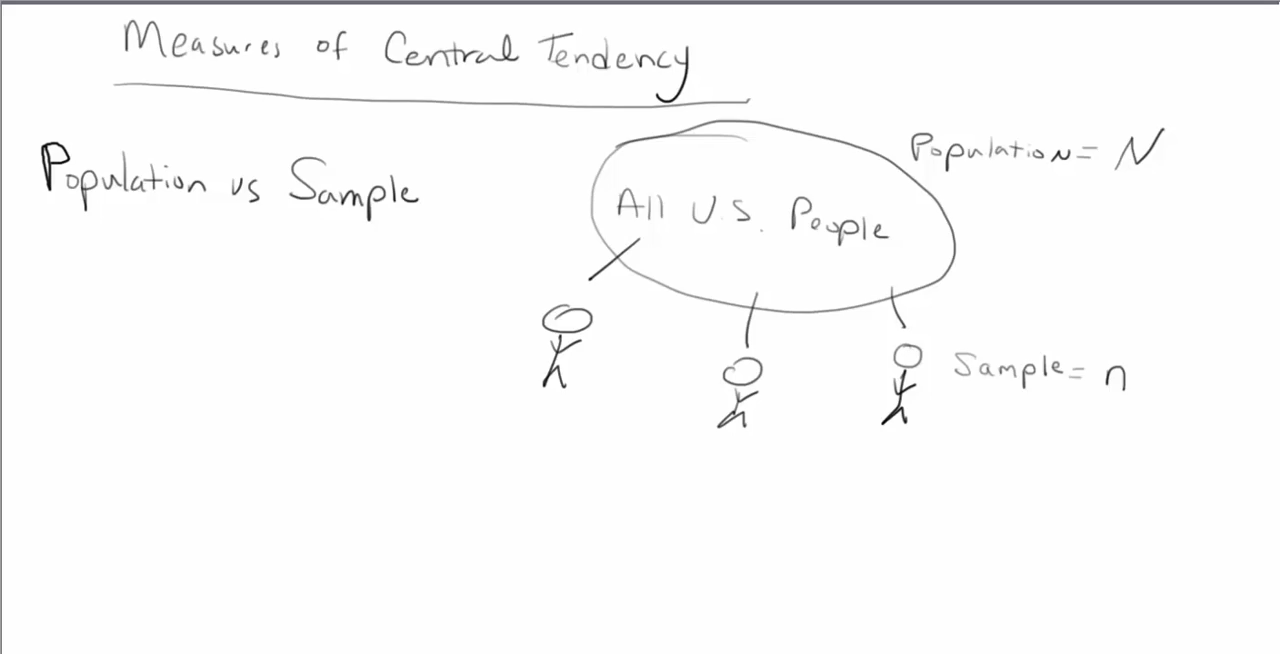 Measures of Central Tendency
Population vs Sample
Population = N
All U.S. People
Sample = n